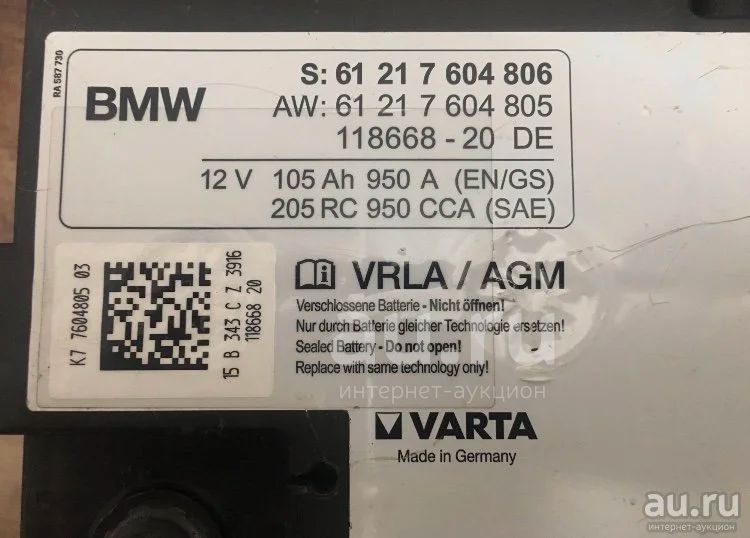 RA 587 730
BMW
S: 61 21 7 604 806
AW: 61 21 7 604 805
118668 - 20 DE
12 V 105 Ah 950 A (EN/GS)
205 RC 950 CCA (SAE)
K7 7604805 03
15 B 343 C Z 3916
118668 20
VRLA / AGM
Verschlossene Batterie - Nicht öffnen!
Nur durch Batterie gleicher Technologie ersetzen!
Sealed Battery - Do not open!
Replace with same technology only!
au.ru
интернет-аукцион
VARTA
Made in Germany
au.ru
интернет-аукцион